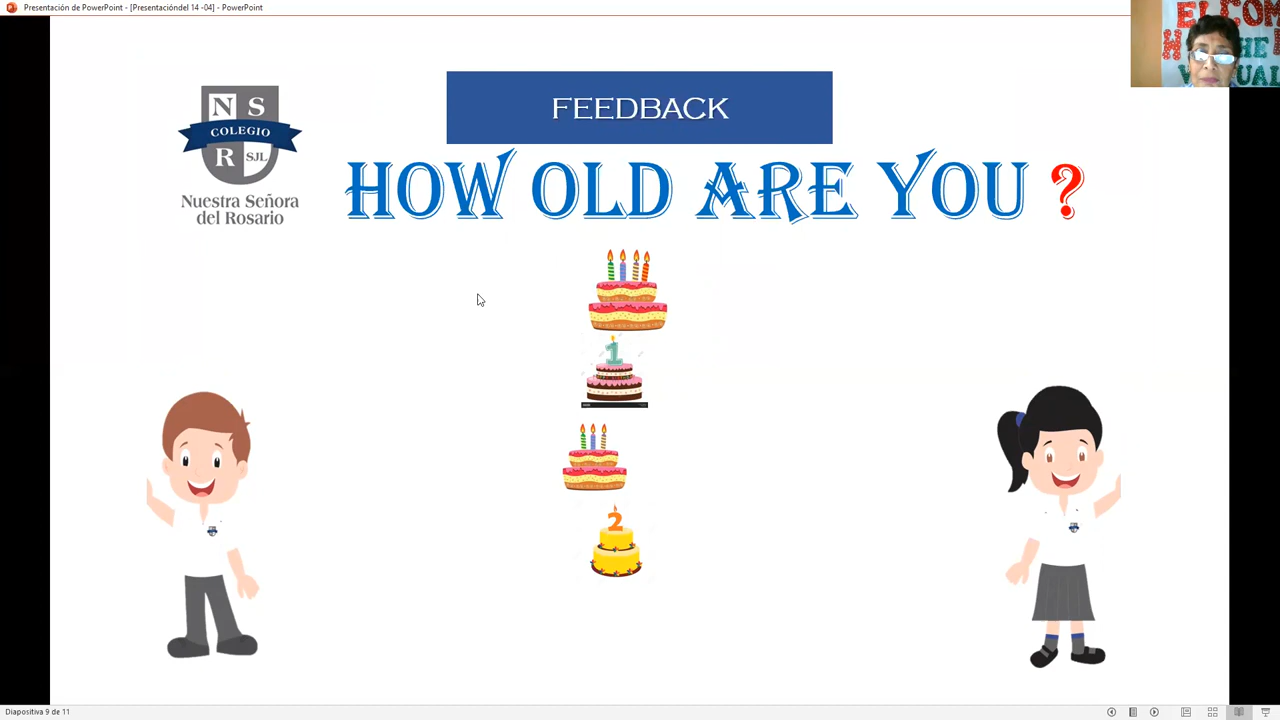 Presentación de PowerPoint - [Presentacióndel 14 -04] - PowerPoint
FEEDBACK
N S
COLEGIO
R SJL
Nuestra Señora
del Rosario
HOW OLD ARE YOU ?
1
2
Diapositiva 9 de 11